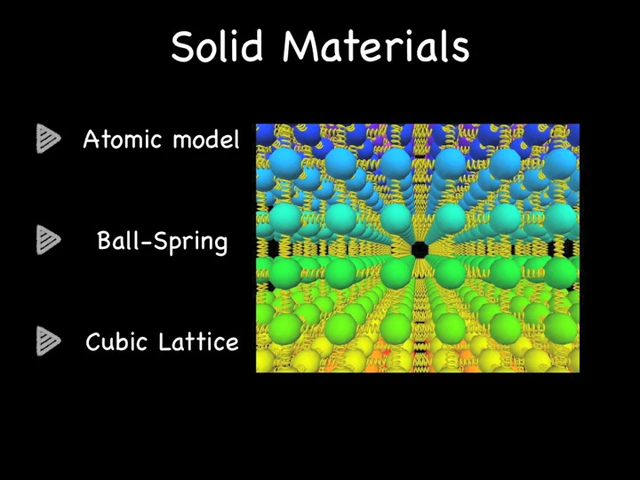 Solid Materials
Atomic model
Ball-Spring
Cubic Lattice